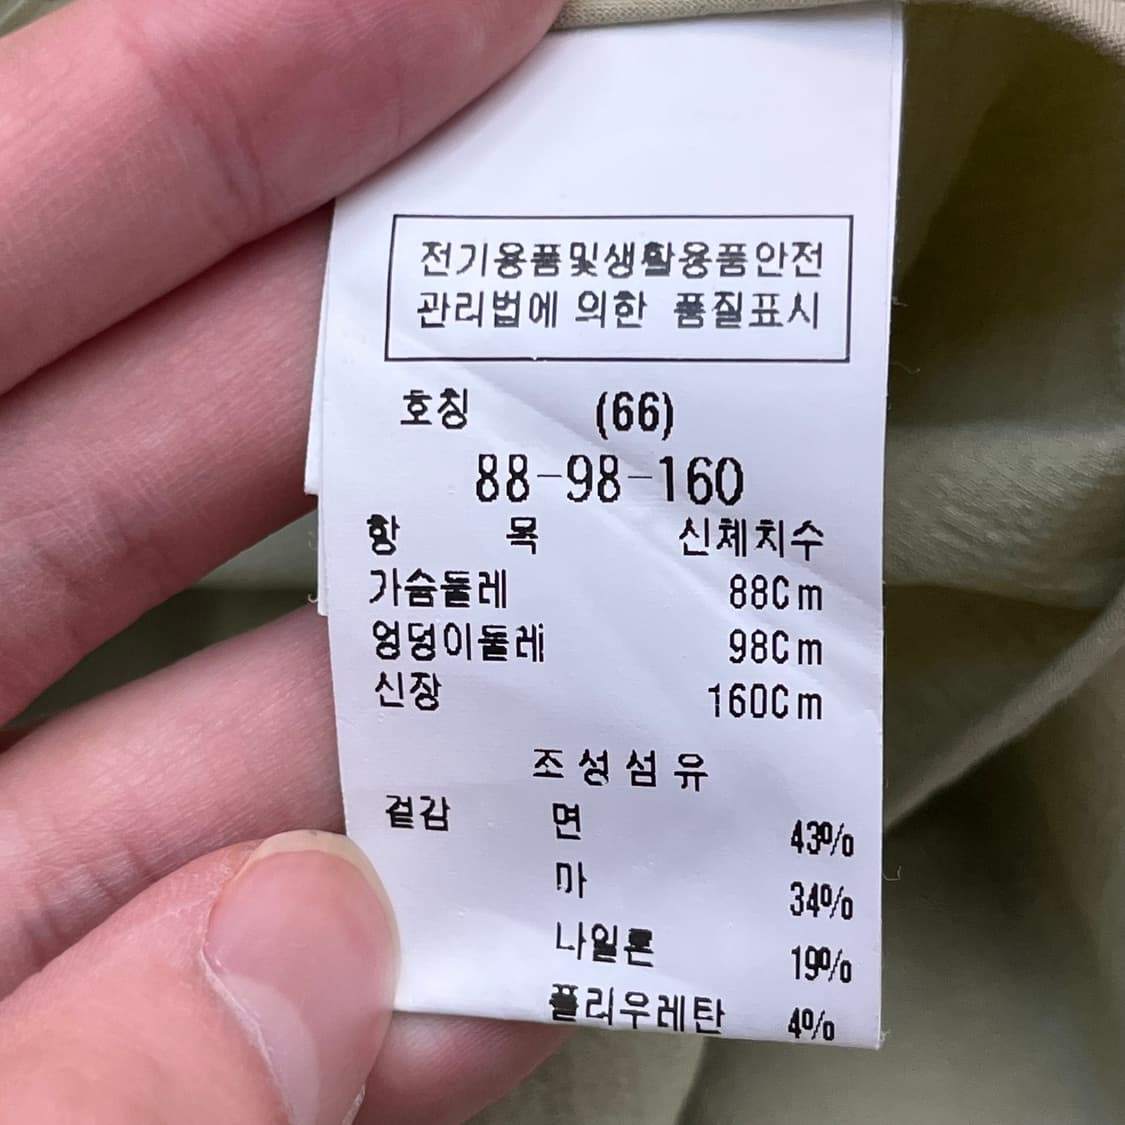 전기용품및생활용품안전
관리법에 의한 품질표시
호칭 (66)
88-98-160
항 목 신체치수
가슴둘레 88Cm
엉덩이둘레 98Cm
신장 160Cm
조성섬유
겉감 면 43%
마 34%
나일론 19%
폴리우레탄 4%